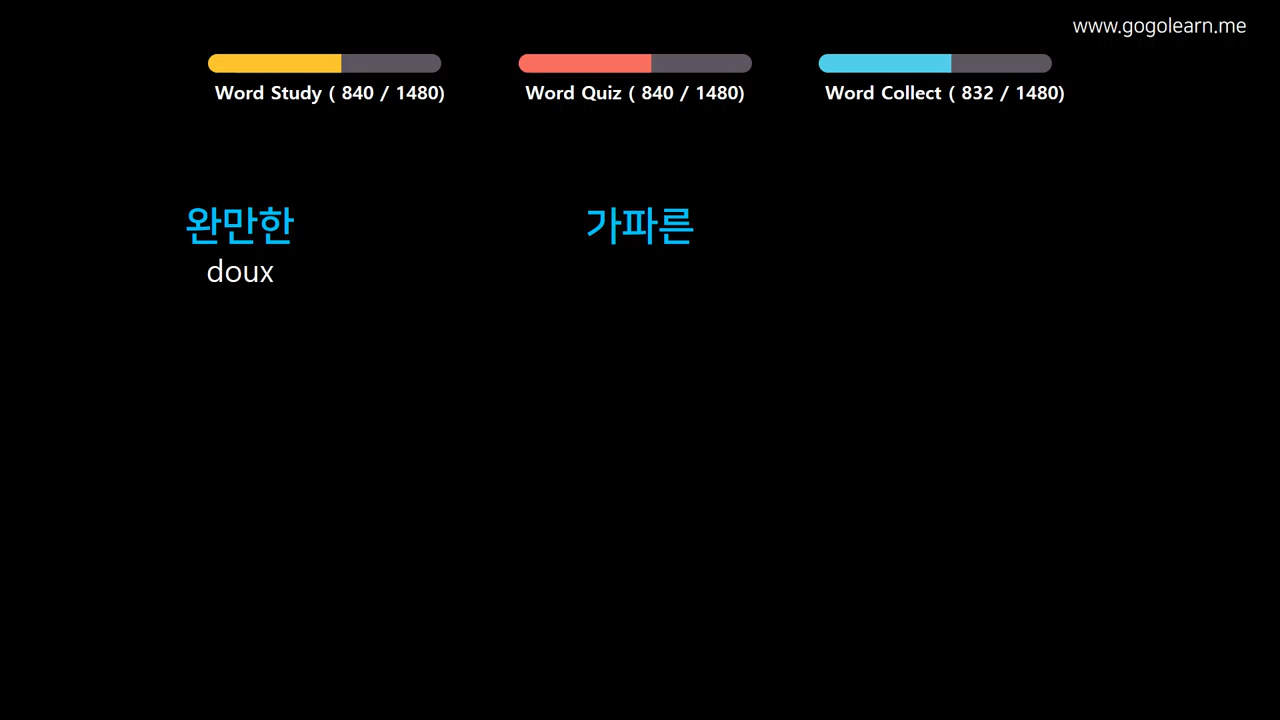 www.gogolearn.me
Word Study ( 840 / 1480)
Word Quiz ( 840 / 1480)
Word Collect ( 832 / 1480)
완만한
가파른
doux